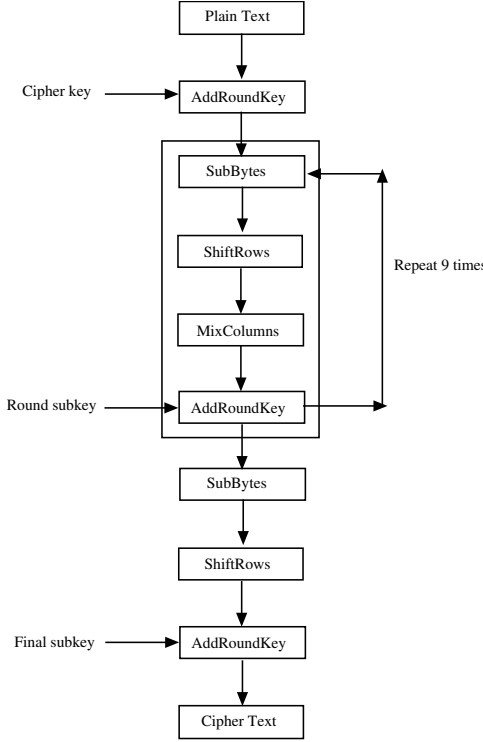 Plain Text
Cipher key
AddRoundKey
SubBytes
ShiftRows
Repeat 9 times
MixColumns
Round subkey
AddRoundKey
SubBytes
ShiftRows
Final subkey
AddRoundKey
Cipher Text